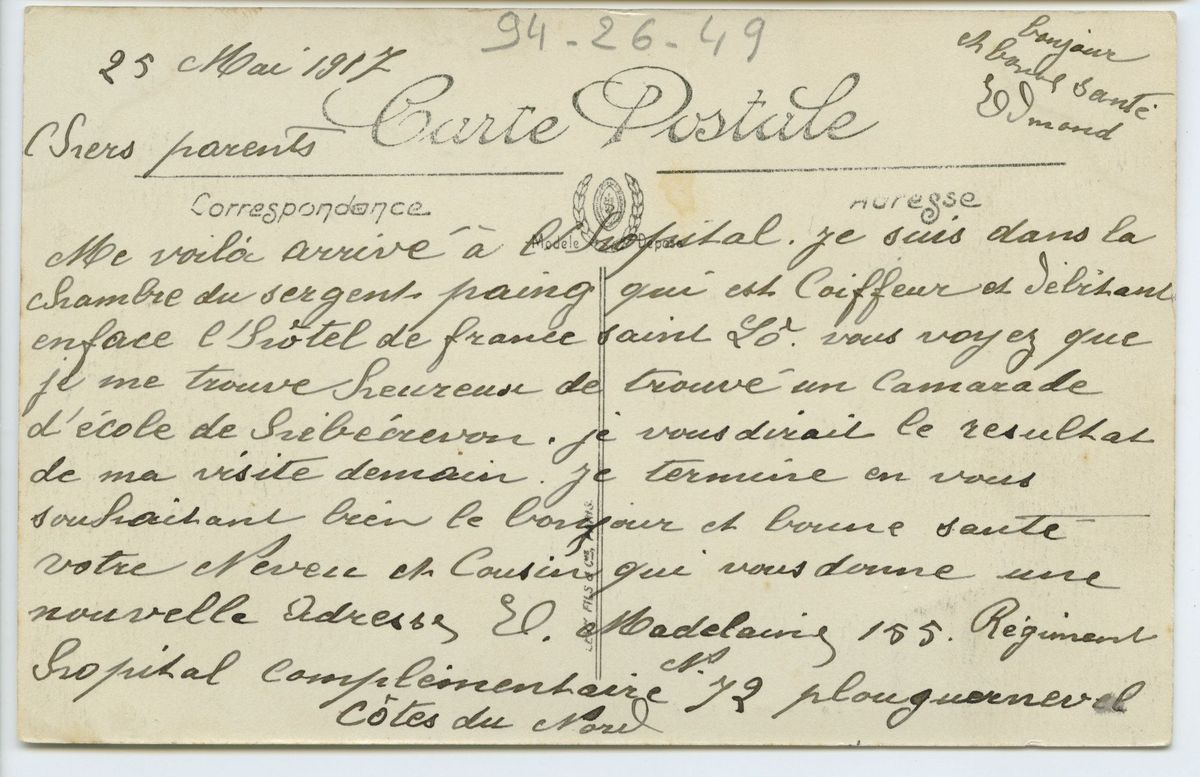 94-26-49
25 Mai 1917
bonjour
et bonne santé
Edmond
Carte Postale
Chers parents
Correspondance
Adresse
Modèle Déposé
Me voilà arrivé à l'hopital. je suis dans la
chambre du sergent paing qui est Coiffeur et débitant
enface l'hôtel de france saint Lô. vous voyez que
je me trouve heureux de trouvé un Camarade
d'école de hébécrevon. je vous dirait le resultat
de ma visite demain. je termine en vous
souhaitant bien le bonjour et bonne santé
votre Neveu et Cousin qui vous donne une
nouvelle adresse Ed. Madelaine 155. Régiment
hopital complémentaire N° 72 plouguernevel
Côtes du Nord
FILS & Cie PARIS